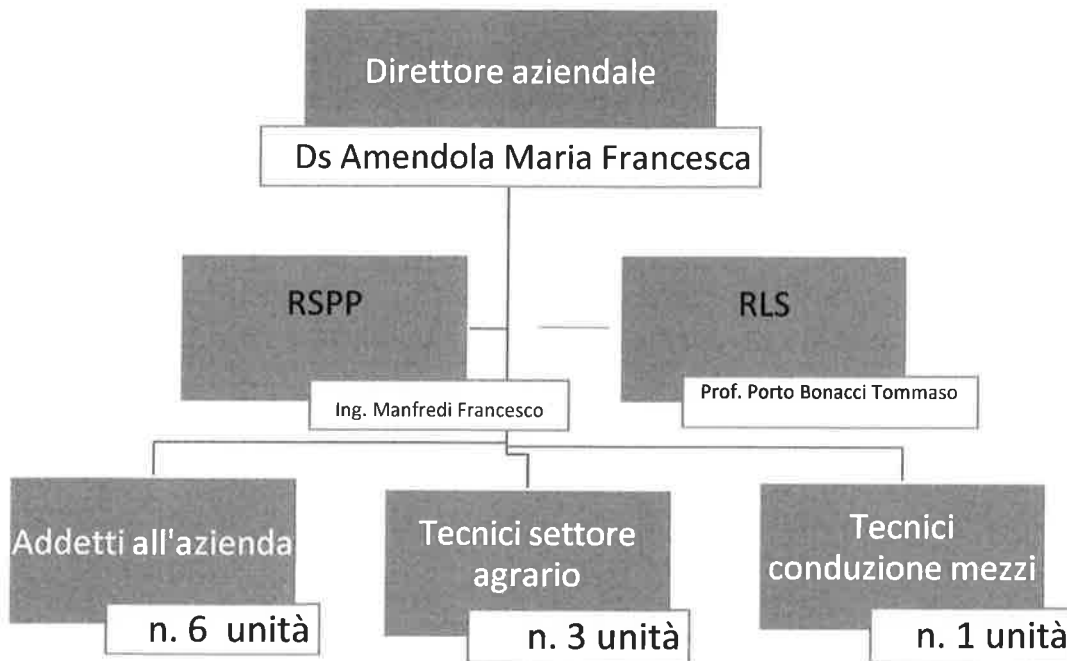 Direttore aziendale
Ds Amendola Maria Francesca
RSPP
Ing. Manfredi Francesco
RLS
Prof. Porto Bonacci Tommaso
Addetti all'azienda
n. 6 unità
Tecnici settore
agrario
n. 3 unità
Tecnici
conduzione mezzi
n. 1 unità